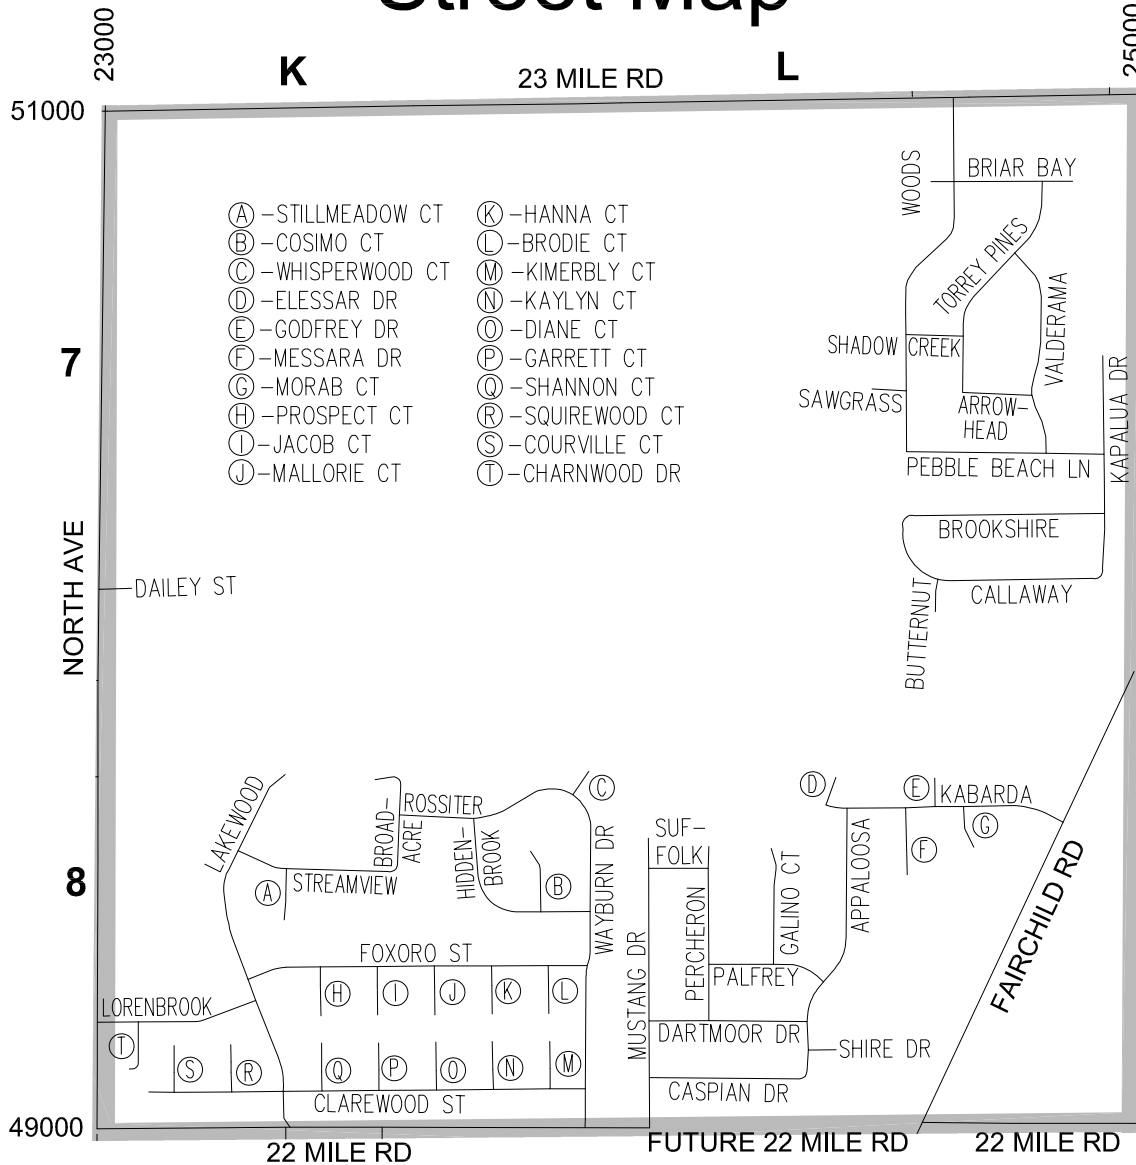 Street Map
23000
25000
K
L
23 MILE RD
51000
WOODS
BRIAR BAY
TORREY PINES
VALDERAMA
SHADOW CREEK
SAWGRASS
ARROW-
HEAD
KAPALUA DR
PEBBLE BEACH LN
BROOKSHIRE
CALLAWAY
BUTTERNUT
A -STILLMEADOW CT
B -COSIMO CT
C -WHISPERWOOD CT
D -ELESSAR DR
E -GODFREY DR
F -MESSARA DR
G -MORAB CT
H -PROSPECT CT
I -JACOB CT
J -MALLORIE CT
K -HANNA CT
L -BRODIE CT
M -KIMERBLY CT
N -KAYLYN CT
O -DIANE CT
P -GARRETT CT
Q -SHANNON CT
R -SQUIREWOOD CT
S -COURVILLE CT
T -CHARNWOOD DR
7
NORTH AVE
DAILEY ST
8
LAKEWOOD
BROAD-
ACRE
ROSSITER
HIDDEN-
BROOK
C
A
STREAMVIEW
B
WAYBURN DR
FOXORO ST
H
I
J
K
L
LORENBROOK
T
S
R
Q
P
O
N
M
CLAREWOOD ST
SUF-
FOLK
MUSTANG DR
PERCHERON
GALINO CT
PALFREY
DARTMOOR DR
CASPIAN DR
SHIRE DR
APPALOOSA
D
E
KABARDA
F
G
FAIRCHILD RD
49000
22 MILE RD
FUTURE 22 MILE RD
22 MILE RD